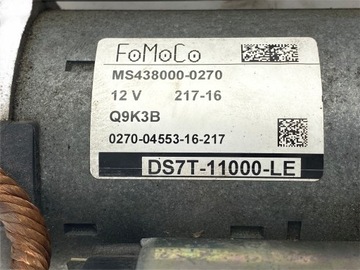 FoMoCo
MS438000-0270
12 V 217-16
Q9K3B
0270-04553-16-217
DS7T-11000-LE